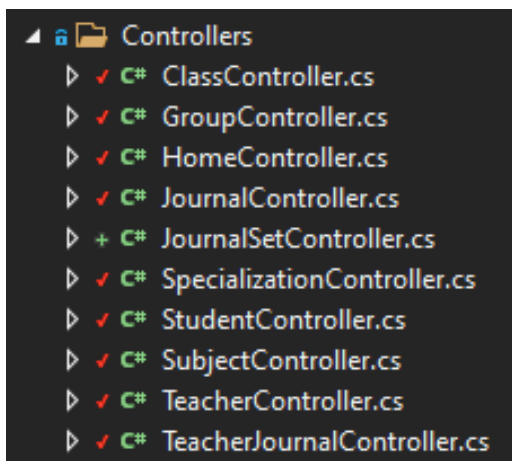 Controllers
C# ClassController.cs
C# GroupController.cs
C# HomeController.cs
C# JournalController.cs
+ C# JournalSetController.cs
C# SpecializationController.cs
C# StudentController.cs
C# SubjectController.cs
C# TeacherController.cs
C# TeacherJournalController.cs